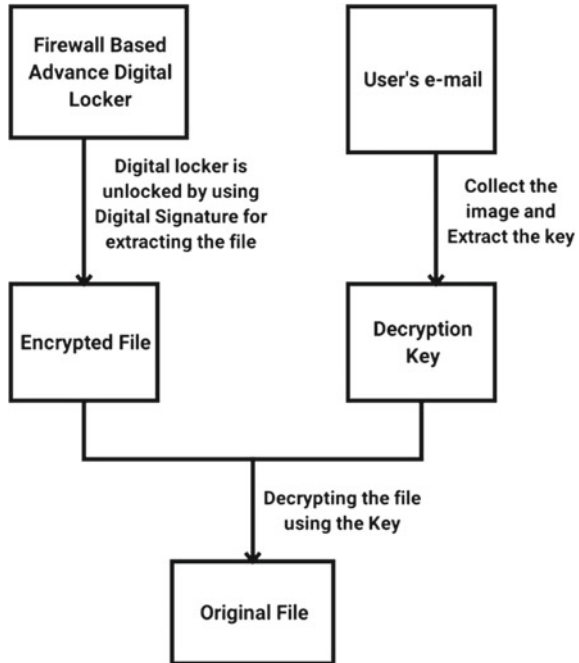 Firewall Based
Advance Digital
Locker
User's e-mail
Digital locker is
unlocked by using
Digital Signature for
extracting the file
Collect the
image and
Extract the key
Encrypted File
Decryption
Key
Decrypting the file
using the Key
Original File